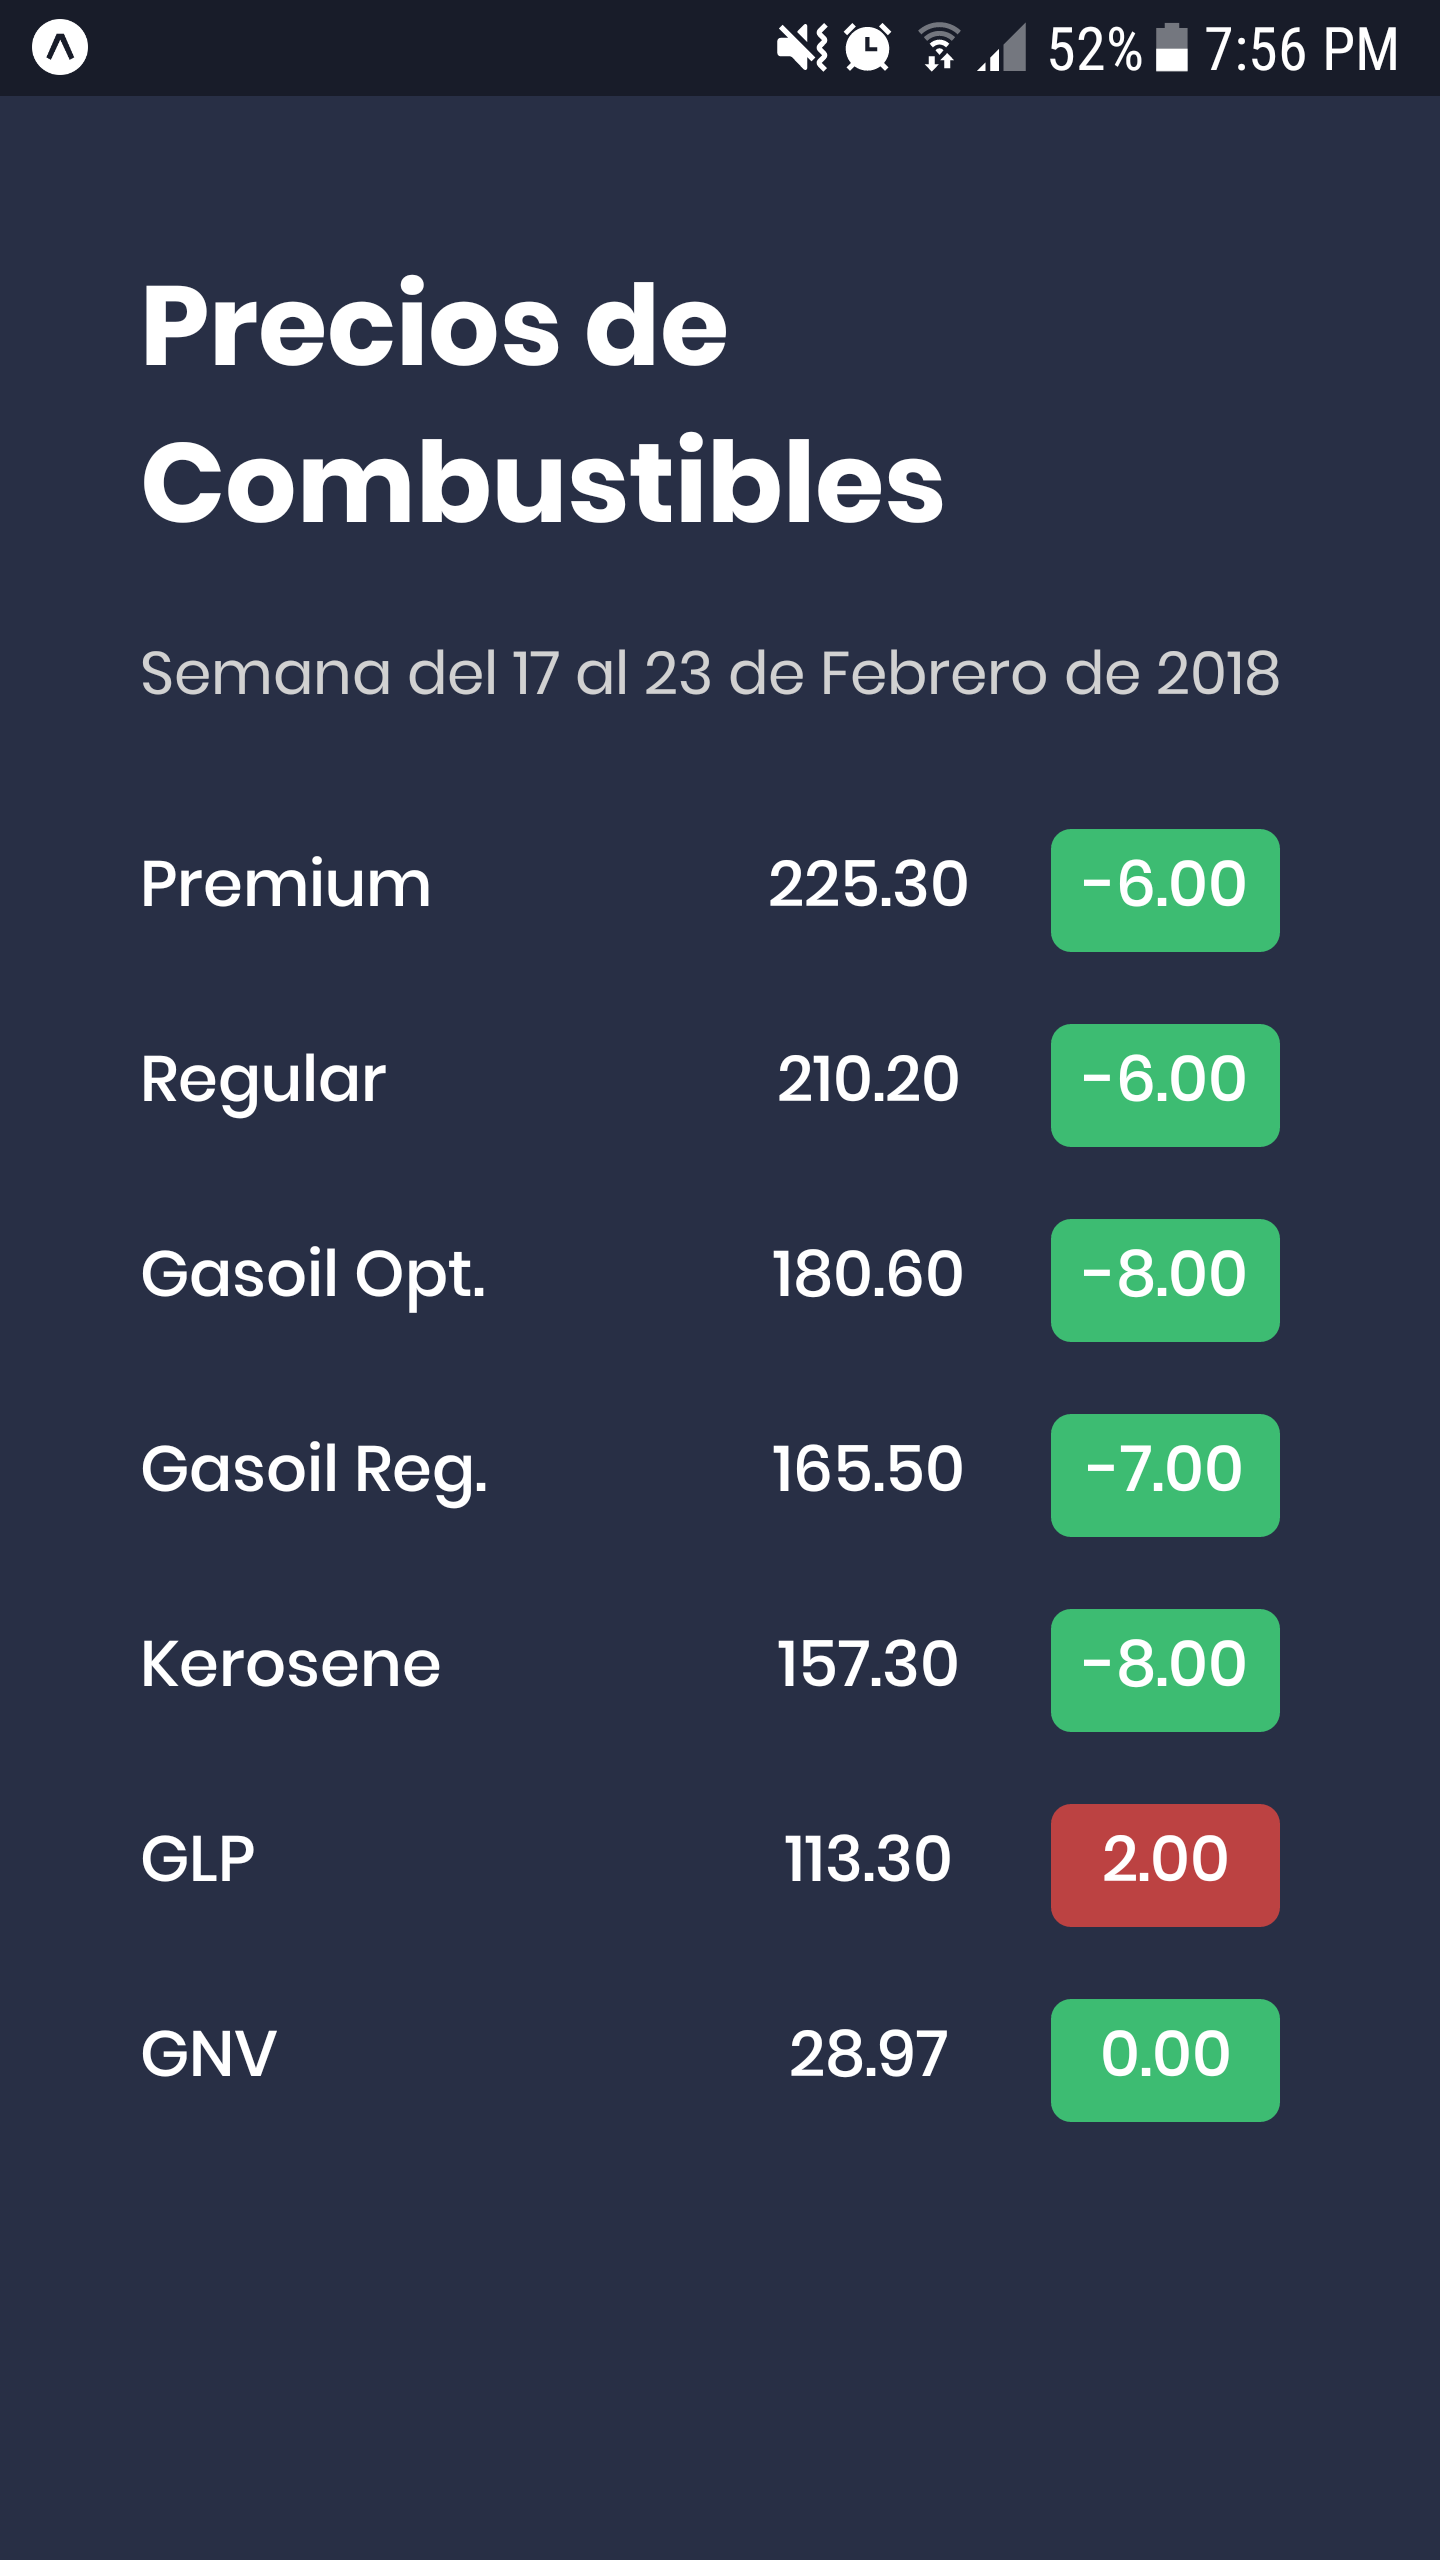 52% 7:56 PM
Precios de
Combustibles
Semana del 17 al 23 de Febrero de 2018
Premium 225.30 -6.00
Regular 210.20 -6.00
Gasoil Opt. 180.60 -8.00
Gasoil Reg. 165.50 -7.00
Kerosene 157.30 -8.00
GLP 113.30 2.00
GNV 28.97 0.00